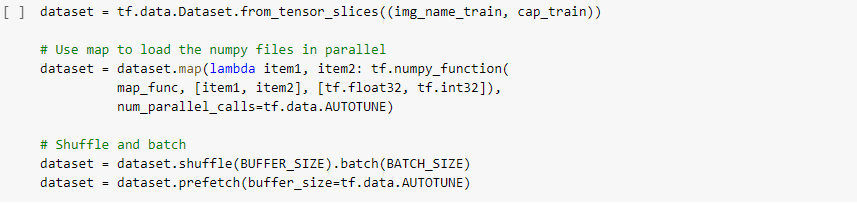 [ ] dataset = tf.data.Dataset.from_tensor_slices((img_name_train, cap_train))
# Use map to load the numpy files in parallel
dataset = dataset.map(lambda item1, item2: tf.numpy_function(
map_func, [item1, item2], [tf.float32, tf.int32]),
num_parallel_calls=tf.data.AUTOTUNE)
# Shuffle and batch
dataset = dataset.shuffle(BUFFER_SIZE).batch(BATCH_SIZE)
dataset = dataset.prefetch(buffer_size=tf.data.AUTOTUNE)